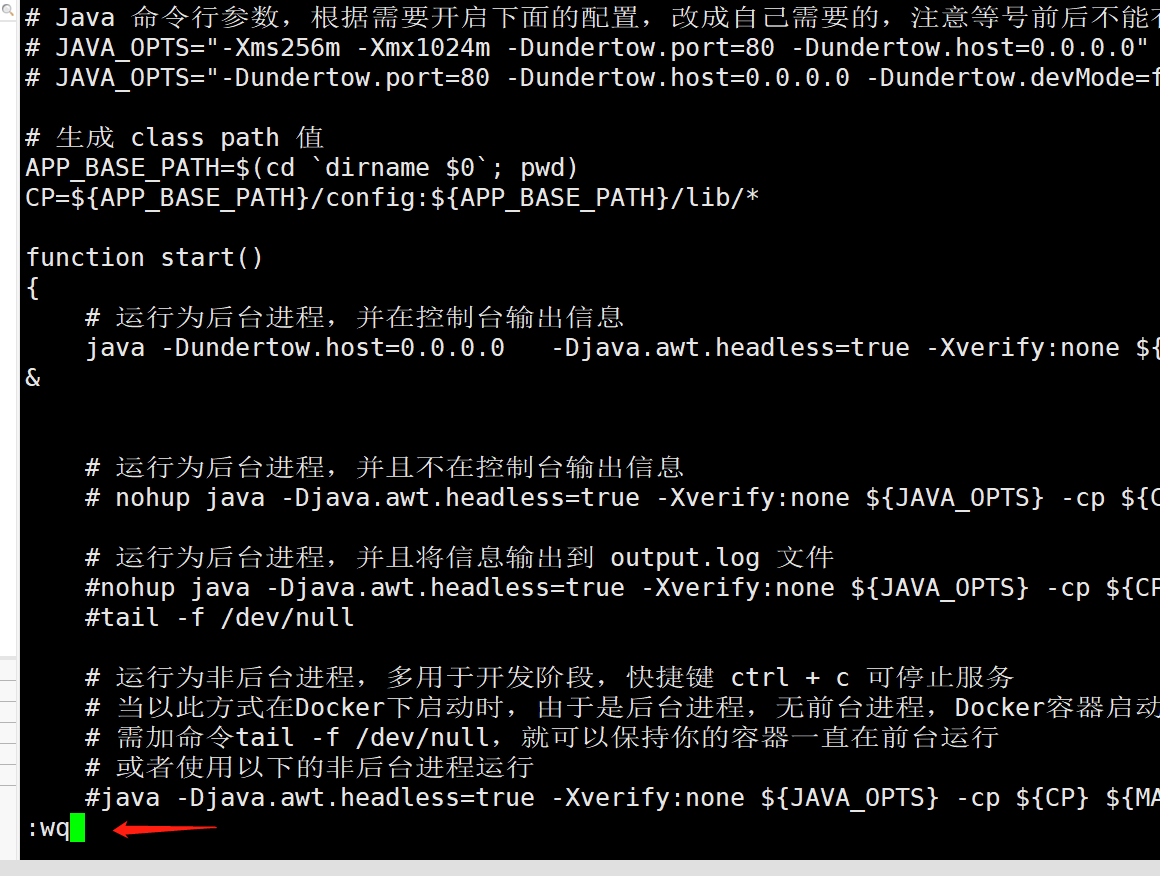 # Java 命令行参数，根据需要开启下面的配置，改成自己需要的，注意等号前后不能
# JAVA_OPTS="-Xms256m -Xmx1024m -Dundertow.port=80 -Dundertow.host=0.0.0.0"
# JAVA_OPTS="-Dundertow.port=80 -Dundertow.host=0.0.0.0 -Dundertow.devMode=f
# 生成 class path 值
APP_BASE_PATH=$(cd `dirname $0`; pwd)
CP=${APP_BASE_PATH}/config:${APP_BASE_PATH}/lib/*
function start()
{
# 运行为后台进程，并在控制台输出信息
java -Dundertow.host=0.0.0.0   -Djava.awt.headless=true -Xverify:none ${
&
# 运行为后台进程，并且不在控制台输出信息
# nohup java -Djava.awt.headless=true -Xverify:none ${JAVA_OPTS} -cp ${C
# 运行为后台进程，并且将信息输出到 output.log 文件
#nohup java -Djava.awt.headless=true -Xverify:none ${JAVA_OPTS} -cp ${CP
#tail -f /dev/null
# 运行为非后台进程，多用于开发阶段，快捷键 ctrl + c 可停止服务
# 当以此方式在Docker下启动时，由于是后台进程，无前台进程，Docker容器启动
# 需加命令tail -f /dev/null，就可以保持你的容器一直在前台运行
# 或者使用以下的非后台进程运行
#java -Djava.awt.headless=true -Xverify:none ${JAVA_OPTS} -cp ${CP} ${MA
:wq